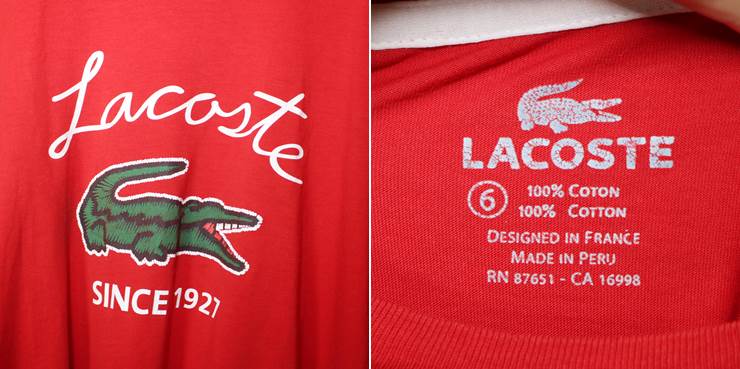 Lacoste
SINCE 1927
LACOSTE
6
100% COTON
100% COTTON
DESIGNED IN FRANCE
MADE IN PERU
RN 87651 - CA 16998